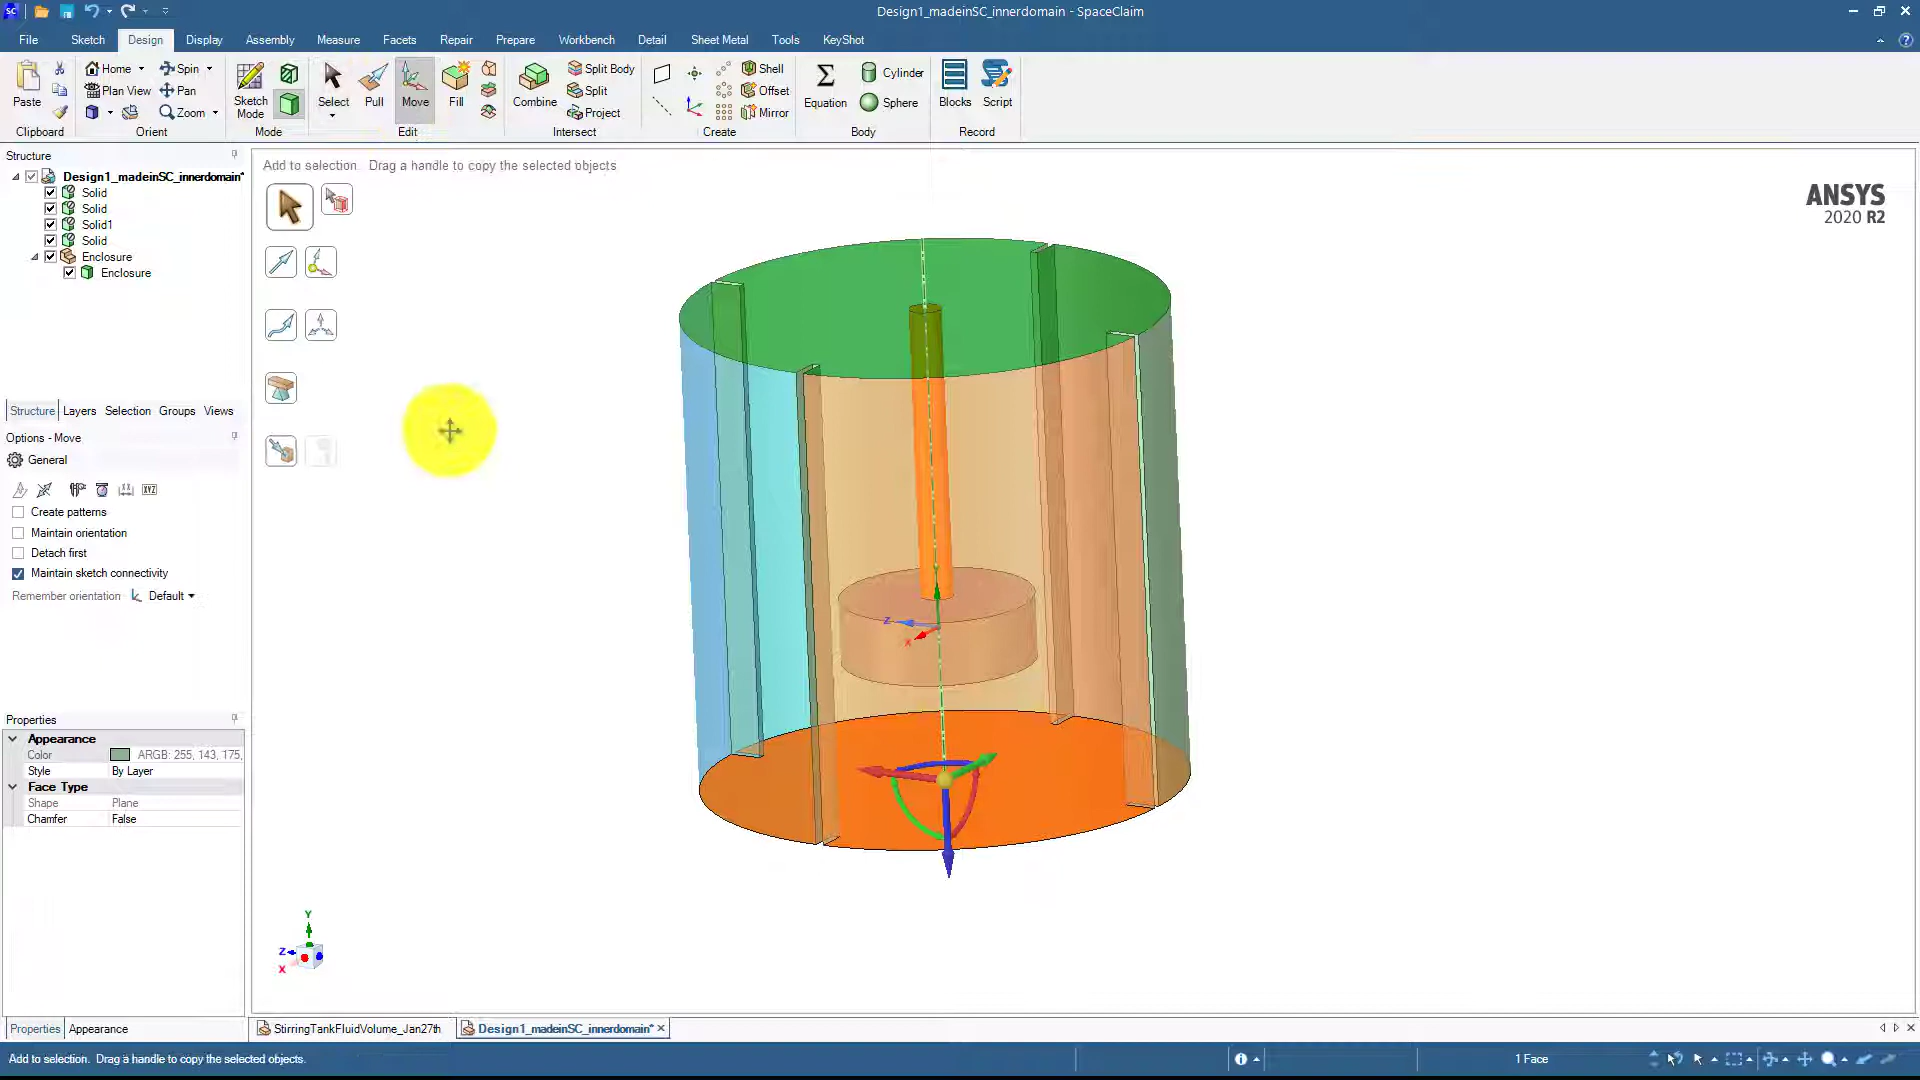 Design1_madeinSC_innerdomain - SpaceClaim
File Sketch Design Display Assembly Measure Facets Repair Prepare Workbench Detail Sheet Metal Tools KeyShot
Paste
Clipboard
Home
Spin
Plan View
Pan
Zoom
Orient
Sketch
Mode
Mode
Select
Pull
Move
Fill
Edit
Combine
Split Body
Split
Project
Intersect
Shell
Offset
Mirror
Create
Equation
Cylinder
Sphere
Body
Blocks
Script
Record
Structure
Design1_madeinSC_innerdomain*
Solid
Solid
Solid1
Solid
Enclosure
Enclosure
Structure Layers Selection Groups Views
Options - Move
General
XYZ
Create patterns
Maintain orientation
Detach first
Maintain sketch connectivity
Remember orientation Default
Properties
Appearance
Color ARGB: 255, 143, 175,
Style By Layer
Face Type
Shape Plane
Chamfer False
Properties Appearance
Add to selection. Drag a handle to copy the selected objects
ANSYS
2020 R2
Z
X
Y
Z
X
StirringTankFluidVolume_Jan27th
Design1_madeinSC_innerdomain*
Add to selection. Drag a handle to copy the selected objects.
1 Face